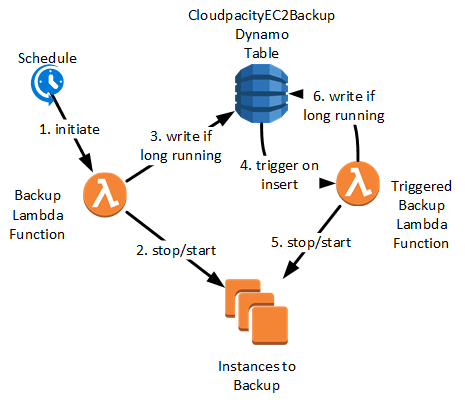 CloudpacityEC2Backup
Dynamo
Table
Schedule
1. initiate
3. write if
long running
6. write if
long running
4. trigger on
insert
Backup
Lambda
Function
Triggered
Backup
Lambda
Function
2. stop/start
5. stop/start
Instances to
Backup